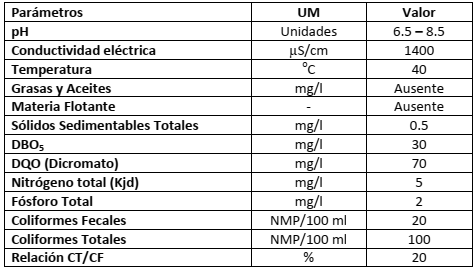 Parámetros UM Valor
pH Unidades 6.5 – 8.5
Conductividad eléctrica μS/cm 1400
Temperatura °C 40
Grasas y Aceites mg/l Ausente
Materia Flotante - Ausente
Sólidos Sedimentables Totales mg/l 0.5
DBO₅ mg/l 30
DQO (Dicromato) mg/l 70
Nitrógeno total (Kjd) mg/l 5
Fósforo Total mg/l 2
Coliformes Fecales NMP/100 ml 20
Coliformes Totales NMP/100 ml 100
Relación CT/CF % 20